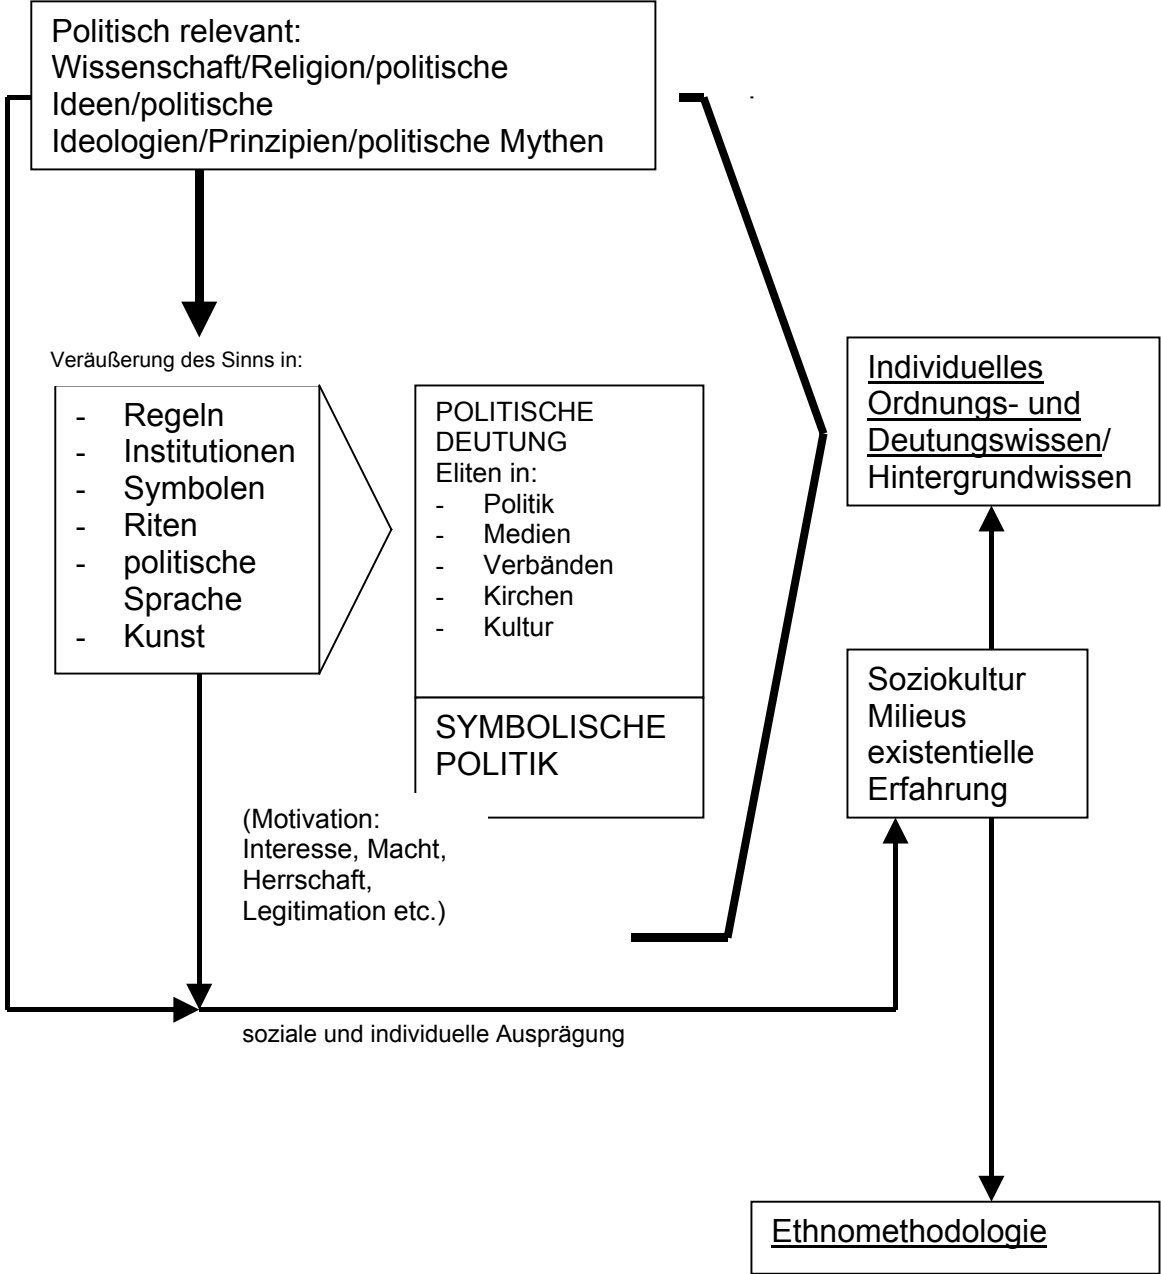 Politisch relevant:
Wissenschaft/Religion/politische
Ideen/politische
Ideologien/Prinzipien/politische Mythen
Veräußerung des Sinns in:
- Regeln
- Institutionen
- Symbolen
- Riten
- politische
Sprache
- Kunst
POLITISCHE
DEUTUNG
Eliten in:
- Politik
- Medien
- Verbänden
- Kirchen
- Kultur
SYMBOLISCHE
POLITIK
(Motivation:
Interesse, Macht,
Herrschaft,
Legitimation etc.)
soziale und individuelle Ausprägung
Individuelles
Ordnungs- und
Deutungswissen/
Hintergrundwissen
Soziokultur
Milieus
existentielle
Erfahrung
Ethnomethodologie